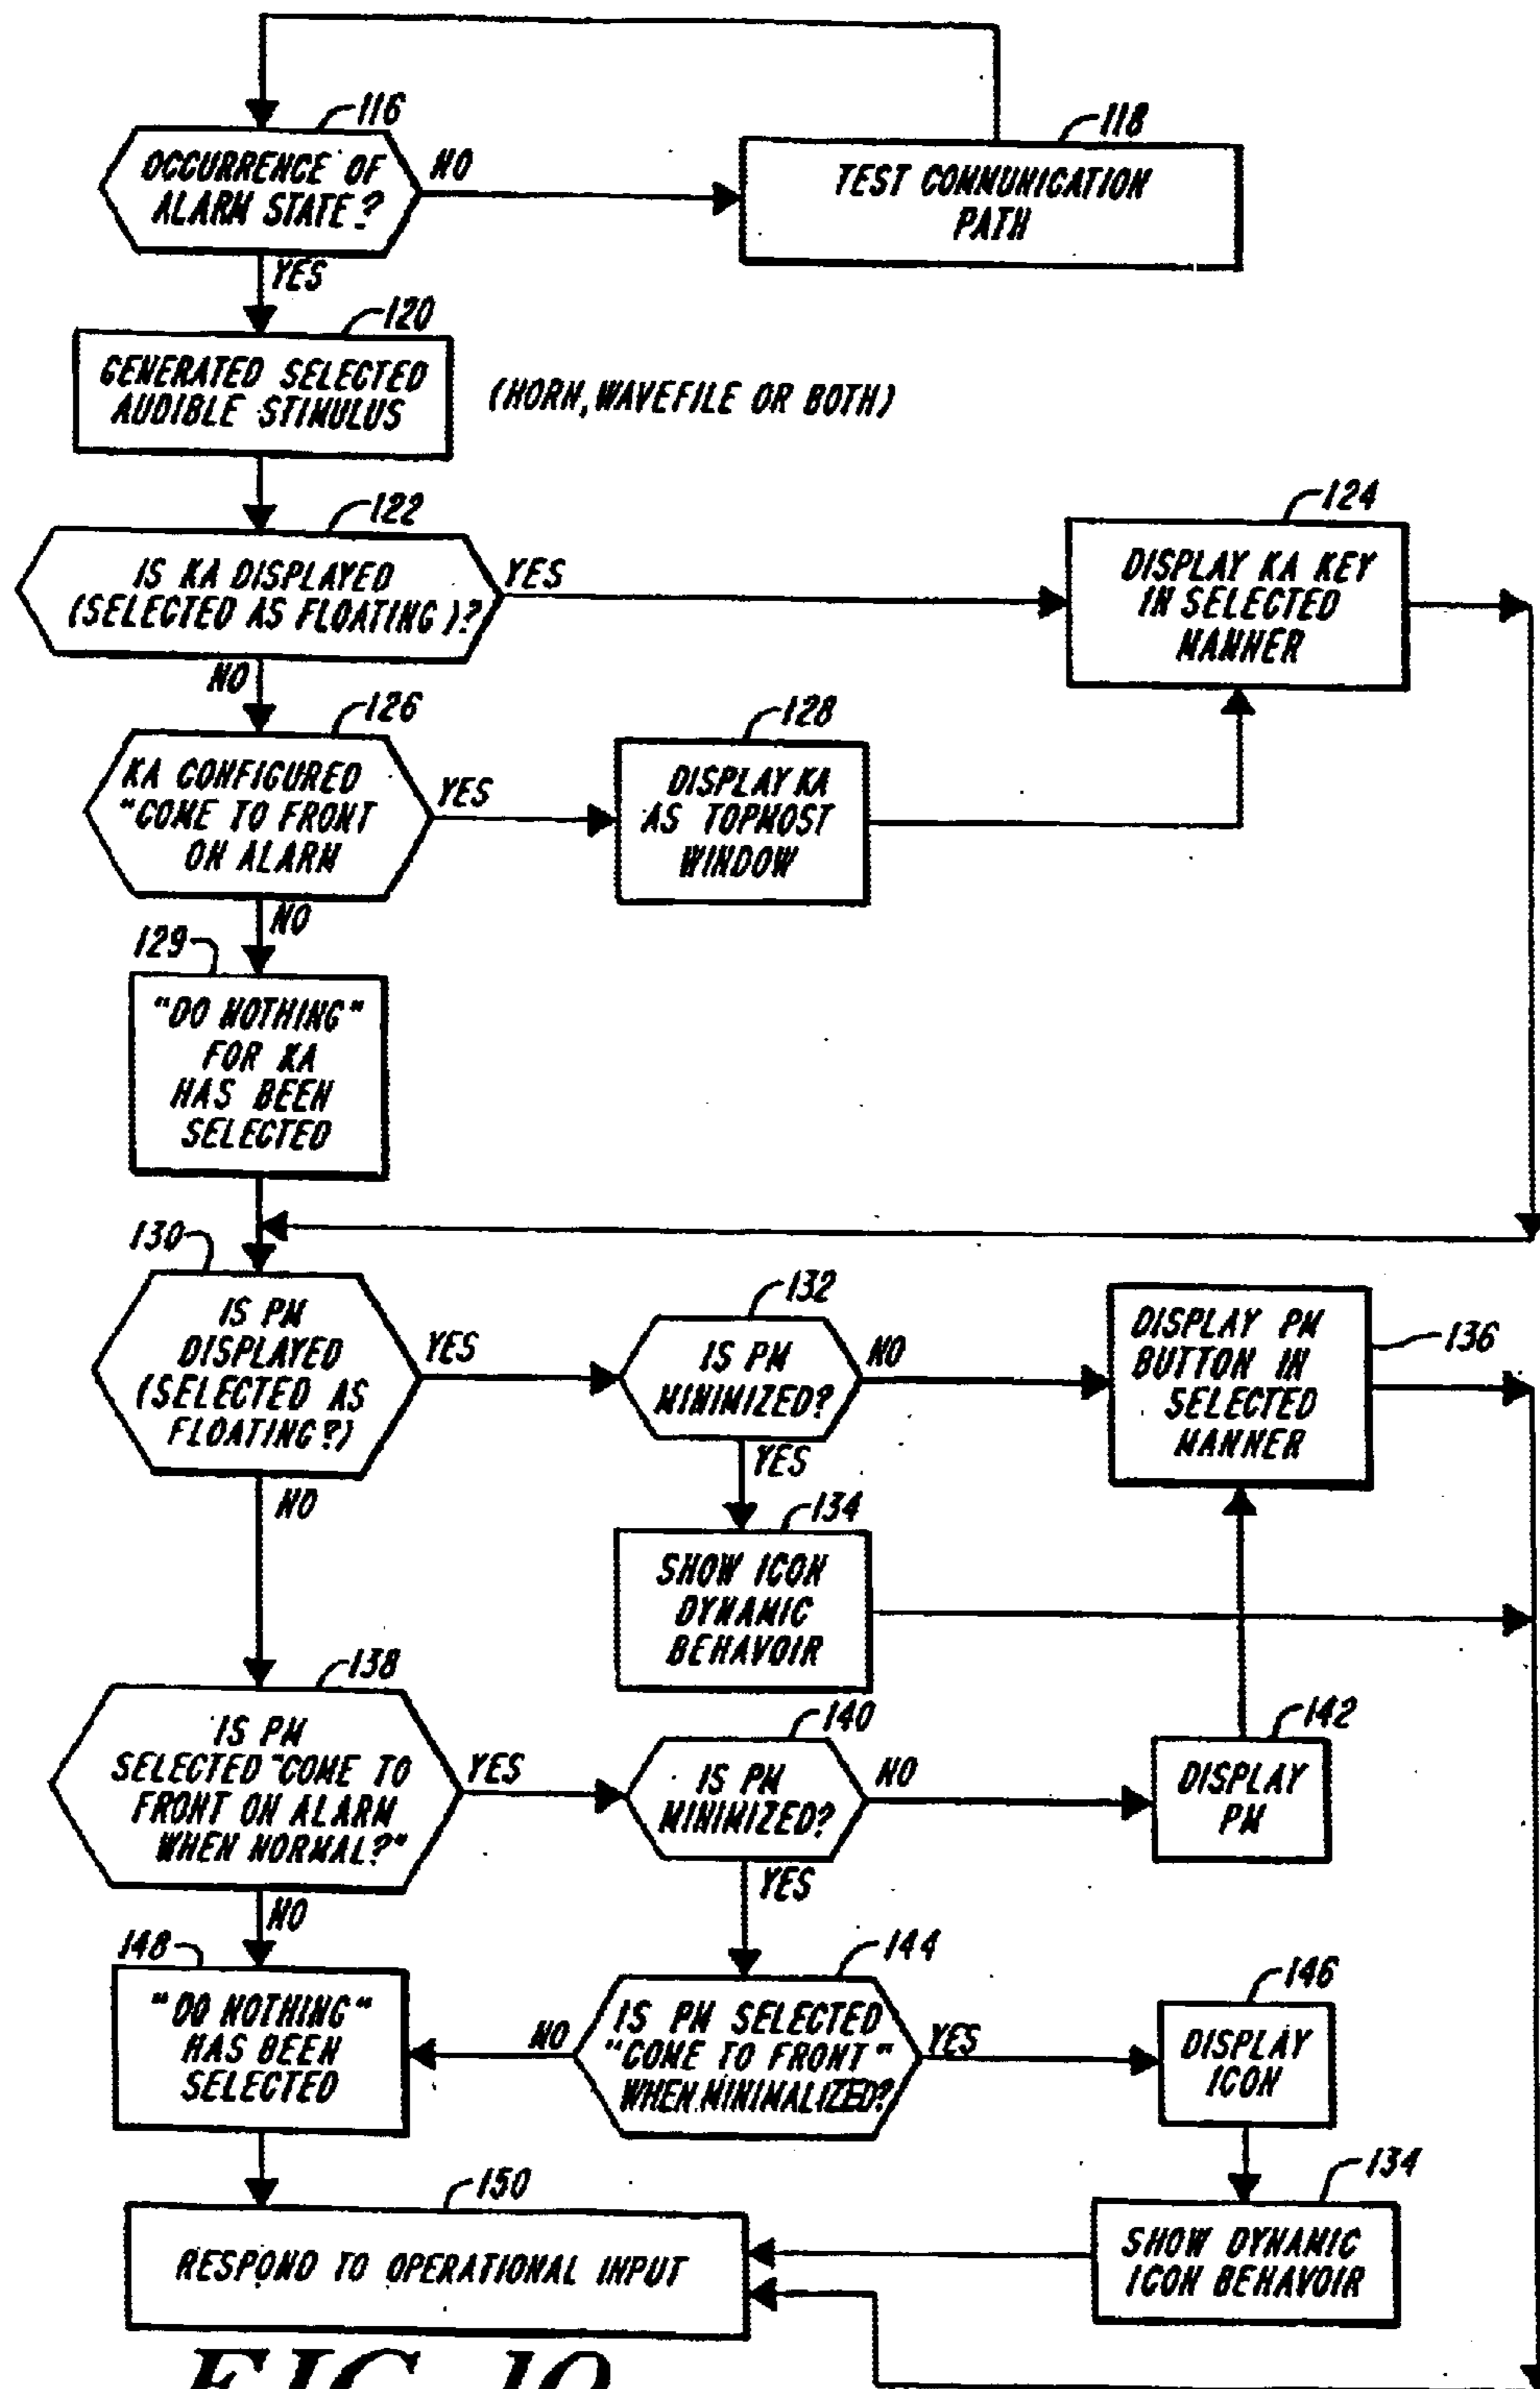 116
OCCURRENCE OF
ALARM STATE?
NO
118
TEST COMMUNICATION
PATH
YES
120
GENERATED SELECTED
AUDIBLE STIMULUS
(HORN, WAVEFILE OR BOTH)
122
IS KA DISPLAYED
(SELECTED AS FLOATING)?
YES
124
DISPLAY KA KEY
IN SELECTED
MANNER
NO
126
KA CONFIGURED
"COME TO FRONT
ON ALARM
YES
128
DISPLAY KA
AS TOPMOST
WINDOW
NO
129
"DO NOTHING"
FOR KA
HAS BEEN
SELECTED
130
IS PM
DISPLAYED
(SELECTED AS
FLOATING?)
YES
132
IS PM
MINIMIZED?
NO
DISPLAY PM
BUTTON IN
SELECTED
MANNER
136
YES
NO
134
SHOW ICON
DYNAMIC
BEHAVOIR
138
IS PM
SELECTED "COME TO
FRONT ON ALARM
WHEN NORMAL?"
YES
140
IS PM
MINIMIZED?
NO
142
DISPLAY
PM
YES
NO
148
"DO NOTHING"
HAS BEEN
SELECTED
144
IS PM SELECTED
"COME TO FRONT"
WHEN MINIMALIZED?
NO
YES
146
DISPLAY
ICON
134
SHOW DYNAMIC
ICON BEHAVOIR
150
RESPOND TO OPERATIONAL INPUT
FIG. 10